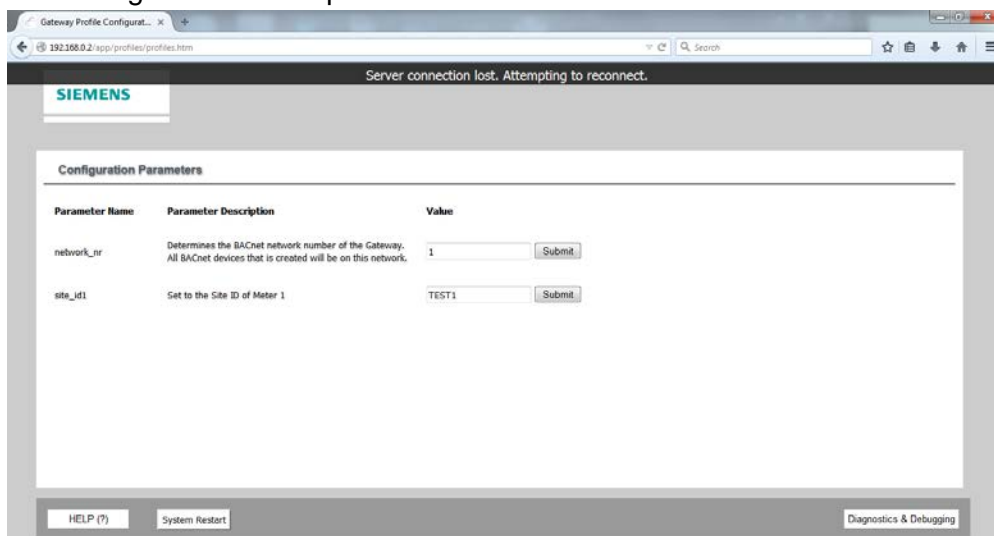 Gateway Profile Configurat...
192.168.0.2/app/profiles/profiles.htm
Search
Server connection lost. Attempting to reconnect.
SIEMENS
Configuration Parameters
Parameter Name Parameter Description Value
network_nr Determines the BACnet network number of the Gateway. 1 Submit
All BACnet devices that is created will be on this network.
site_id1 Set to the Site ID of Meter 1 TEST1 Submit
HELP (?) System Restart Diagnostics & Debugging